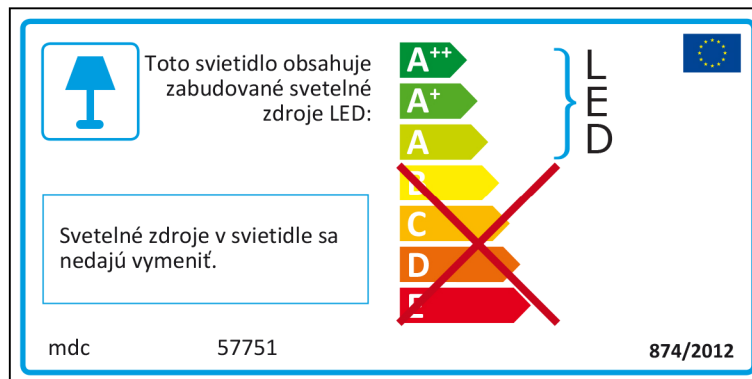 Toto svietidlo obsahuje
zabudované svetelné
zdroje LED:
A++
A+
A
B
C
D
E
L
E
D
Svetelné zdroje v svietidle sa
nedajú vymeniť.
mdc 57751
874/2012